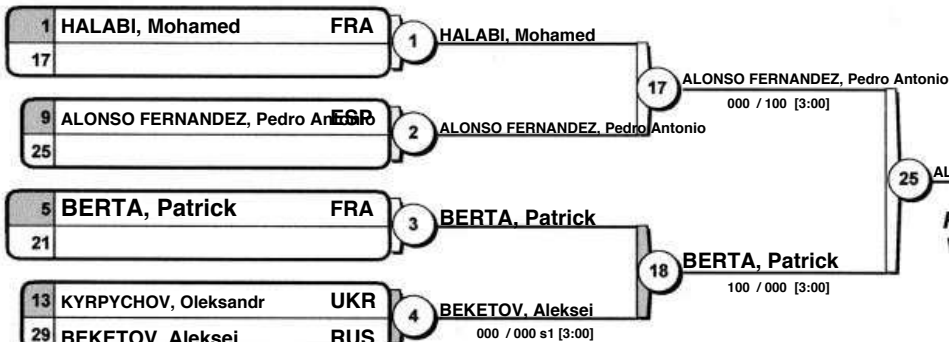 1 HALABI, Mohamed FRA
17
1 HALABI, Mohamed
17 ALONSO FERNANDEZ, Pedro Antonio
000 / 100 [3:00]
9 ALONSO FERNANDEZ, Pedro Antonio ESP
25
2 ALONSO FERNANDEZ, Pedro Antonio
25
5 BERTA, Patrick FRA
21
3 BERTA, Patrick
18 BERTA, Patrick
100 / 000 [3:00]
13 KYRPYCHOV, Oleksandr UKR
29 BEKETOV, Aleksei RUS
4 BEKETOV, Aleksei
000 / 000 s1 [3:00]